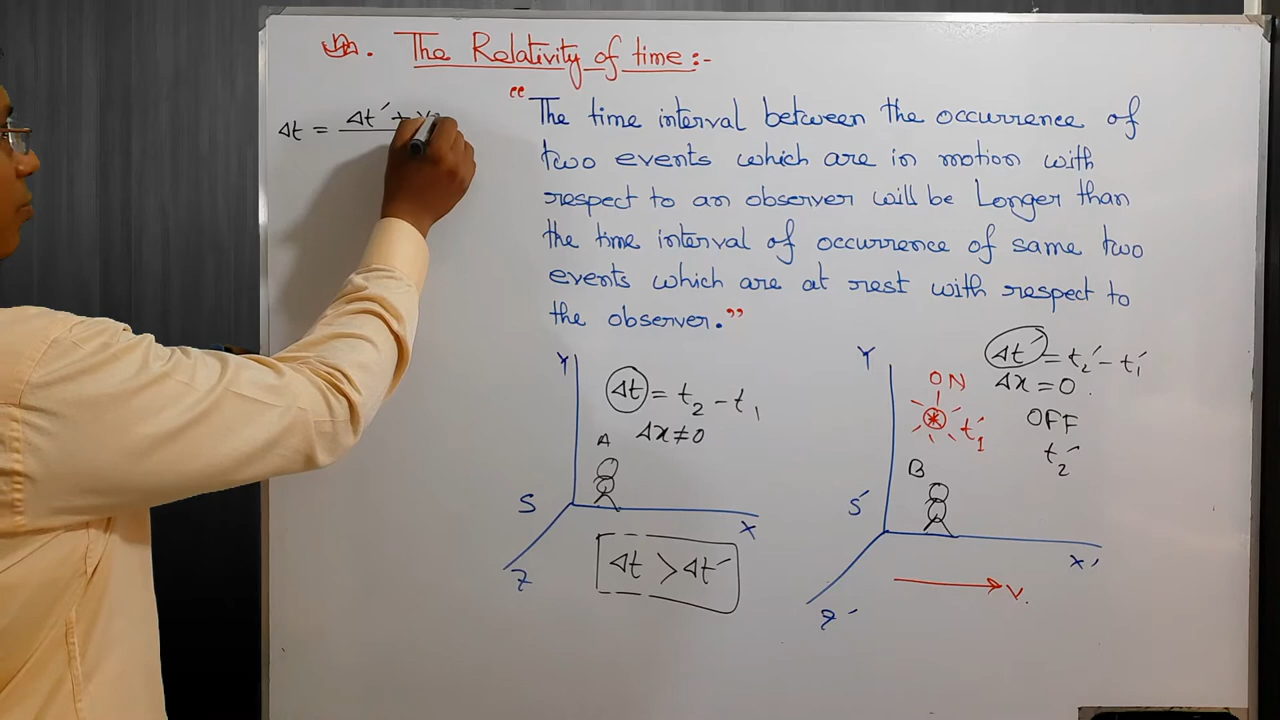 The Relativity of time :-
Δt = Δt′ +
“The time interval between the occurrence of
two events which are in motion with
respect to an observer will be Longer than
the time interval of occurrence of same two
events which are at rest with respect to
the observer.”
Y
Δt = t₂ - t₁
Δx ≠ 0
A
S
X
Z
Δt > Δt′
Y
Δt′ = t₂′ - t₁′
Δx = 0
ON
t₁′
OFF
t₂′
B
S′
X′
Z′
V